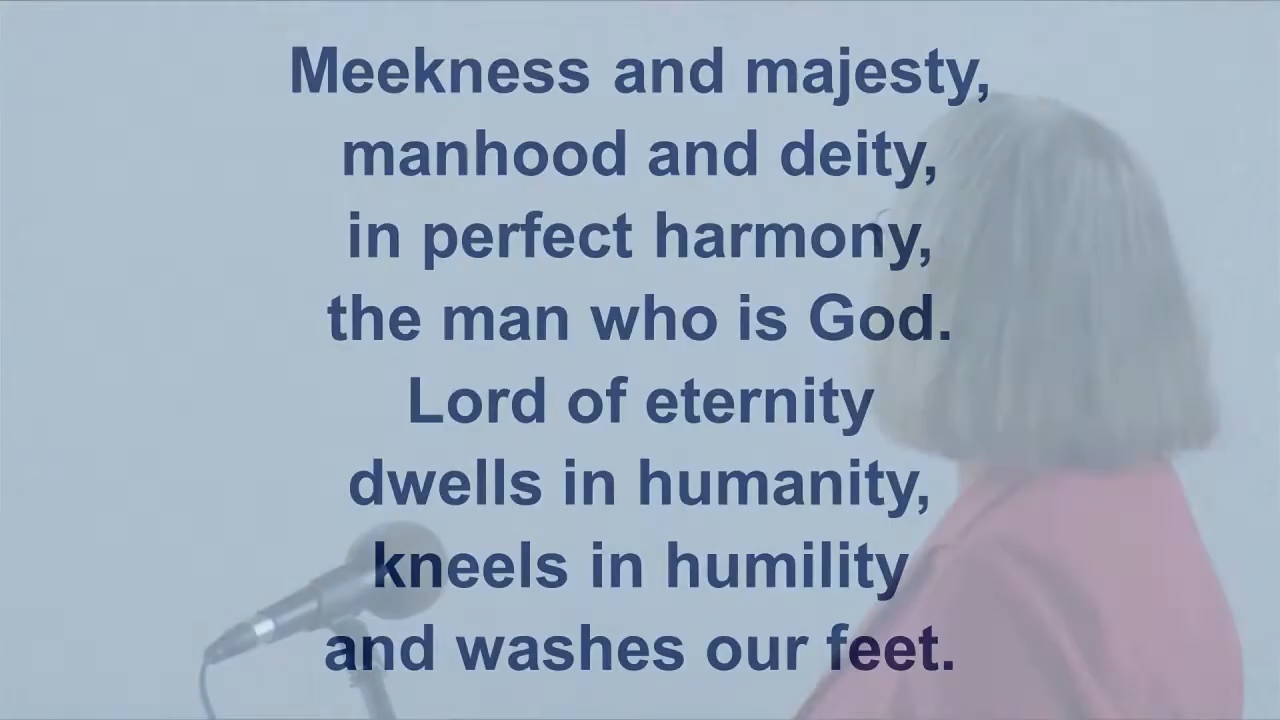 Meekness and majesty,
manhood and deity,
in perfect harmony,
the man who is God.
Lord of eternity
dwells in humanity,
kneels in humility
and washes our feet.